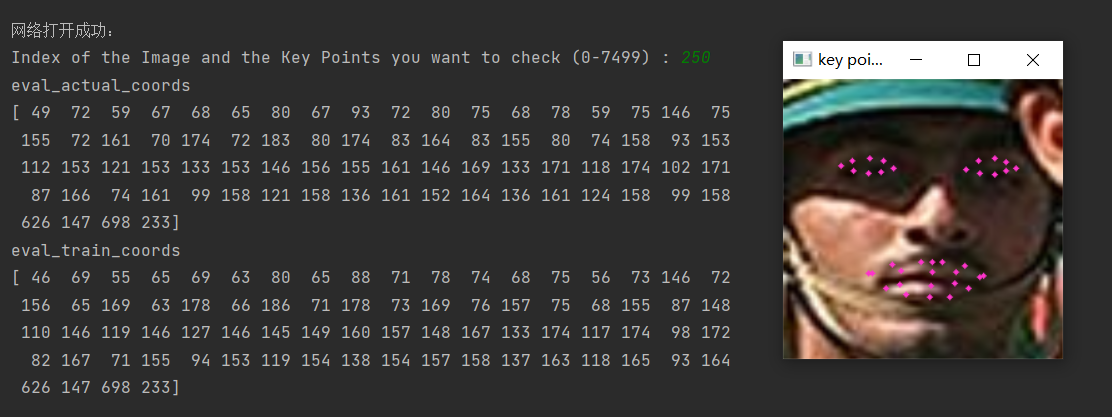 网络打开成功:
Index of the Image and the Key Points you want to check (0-7499) : 250
eval_actual_coords
[ 49 72 59 67 68 65 80 67 93 72 80 75 68 78 59 75 146 75
155 72 161 70 174 72 183 80 174 83 164 83 155 80 74 158 93 153
112 153 121 153 133 153 146 156 155 161 146 169 133 171 118 174 102 171
87 166 74 161 99 158 121 158 136 161 152 164 136 161 124 158 99 158
626 147 698 233]
eval_train_coords
[ 46 69 55 65 69 63 80 65 88 71 78 74 68 75 56 73 146 72
156 65 169 63 178 66 186 71 178 73 169 76 157 75 68 155 87 148
110 146 119 146 127 146 145 149 160 157 148 167 133 174 117 174 98 172
82 167 71 155 94 153 119 154 138 154 157 158 137 163 118 165 93 164
626 147 698 233]
key poi...